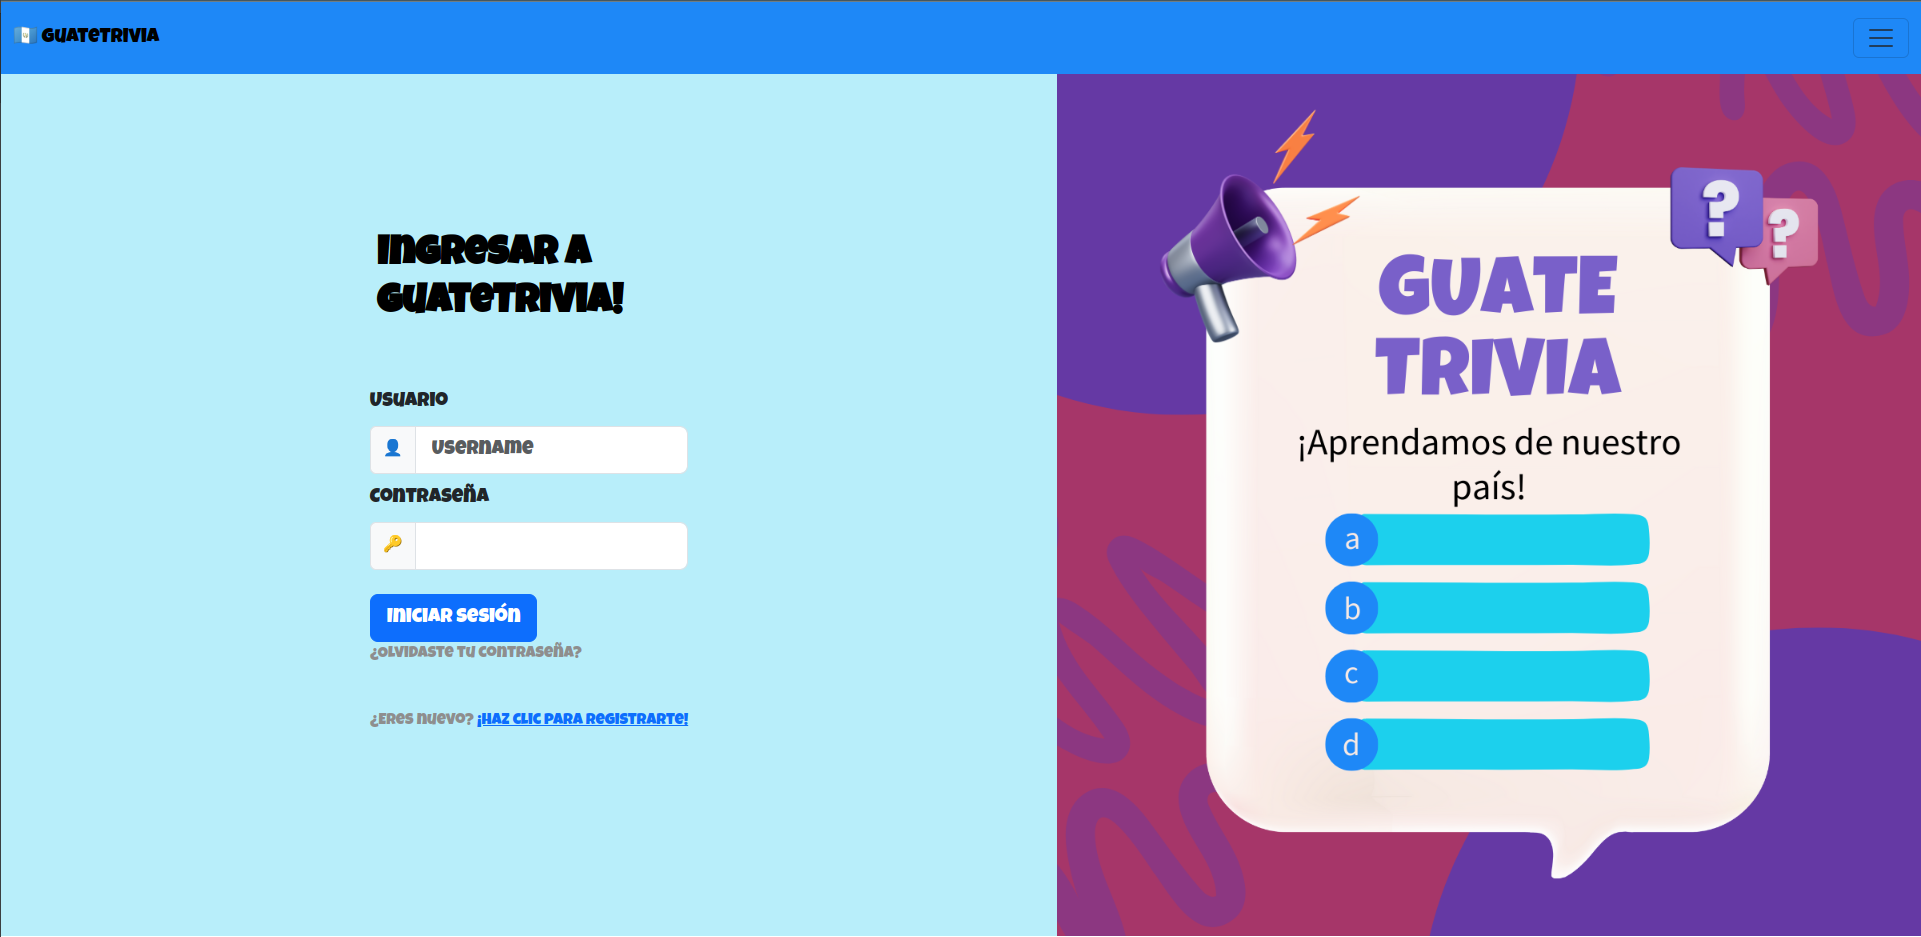 GUATETRIVIA
Ingresar a
Guatetrivia!
Usuario
Username
Contraseña
Iniciar sesión
¿Olvidaste tu contraseña?
¿Eres nuevo? ¡Haz clic para registrarte!
GUATE
TRIVIA
¡Aprendamos de nuestro
país!
a
b
c
d
? ?